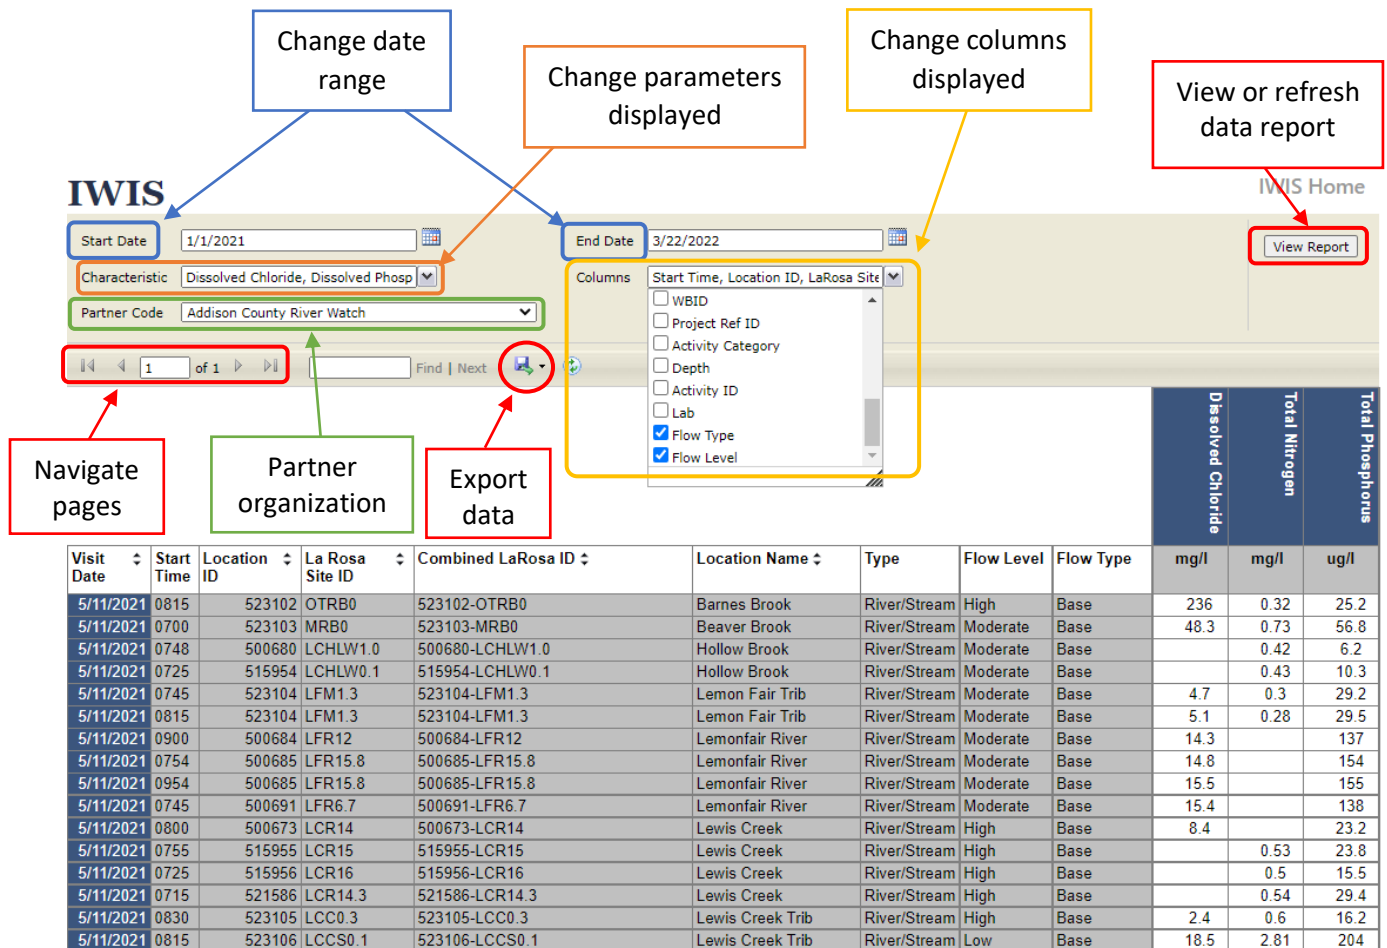 Change date
range
Change parameters
displayed
Change columns
displayed
View or refresh
data report
IWIS
IWIS Home
Start Date 1/1/2021 End Date 3/22/2022 View Report
Characteristic Dissolved Chloride, Dissolved Phosp Columns Start Time, Location ID, LaRosa Site
Partner Code Addison County River Watch
WBID
Project Ref ID
Activity Category
Depth
Activity ID
Lab
Flow Type
Flow Level
1 of 1 Find | Next
Navigate
pages
Partner
organization
Export
data
Dissolved Chloride
Total Nitrogen
Total Phosphorus
Visit Date Start Time Location ID La Rosa Site ID Combined LaRosa ID Location Name Type Flow Level Flow Type mg/l mg/l ug/l
5/11/2021 0815 523102 OTRB0 523102-OTRB0 Barnes Brook River/Stream High Base 236 0.32 25.2
5/11/2021 0700 523103 MRB0 523103-MRB0 Beaver Brook River/Stream Moderate Base 48.3 0.73 56.8
5/11/2021 0748 500680 LCHLW1.0 500680-LCHLW1.0 Hollow Brook River/Stream Moderate Base 0.42 6.2
5/11/2021 0725 515954 LCHLW0.1 515954-LCHLW0.1 Hollow Brook River/Stream Moderate Base 0.43 10.3
5/11/2021 0745 523104 LFM1.3 523104-LFM1.3 Lemon Fair Trib River/Stream Moderate Base 4.7 0.3 29.2
5/11/2021 0815 523104 LFM1.3 523104-LFM1.3 Lemon Fair Trib River/Stream Moderate Base 5.1 0.28 29.5
5/11/2021 0900 500684 LFR12 500684-LFR12 Lemonfair River River/Stream Moderate Base 14.3 137
5/11/2021 0754 500685 LFR15.8 500685-LFR15.8 Lemonfair River River/Stream Moderate Base 14.8 154
5/11/2021 0954 500685 LFR15.8 500685-LFR15.8 Lemonfair River River/Stream Moderate Base 15.5 155
5/11/2021 0745 500691 LFR6.7 500691-LFR6.7 Lemonfair River River/Stream Moderate Base 15.4 138
5/11/2021 0800 500673 LCR14 500673-LCR14 Lewis Creek River/Stream High Base 8.4 23.2
5/11/2021 0755 515955 LCR15 515955-LCR15 Lewis Creek River/Stream High Base 0.53 23.8
5/11/2021 0725 515956 LCR16 515956-LCR16 Lewis Creek River/Stream High Base 0.5 15.5
5/11/2021 0715 521586 LCR14.3 521586-LCR14.3 Lewis Creek River/Stream High Base 0.54 29.4
5/11/2021 0830 523105 LCC0.3 523105-LCC0.3 Lewis Creek Trib River/Stream High Base 2.4 0.6 16.2
5/11/2021 0815 523106 LCCS0.1 523106-LCCS0.1 Lewis Creek Trib River/Stream Low Base 18.5 2.81 204